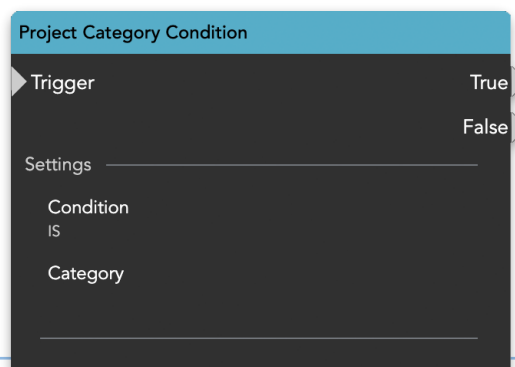 Project Category Condition
Trigger
True
False
Settings
Condition
IS
Category